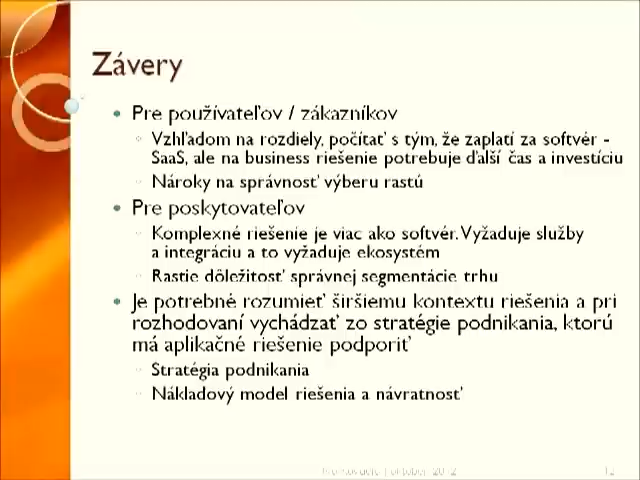 Závery
Pre používateľov / zákazníkov
Vzhľadom na rozdiely, počítať s tým, že zaplatí za softvér -
SaaS, ale na business riešenie potrebuje ďalší čas a investíciu
Nároky na správnosť výberu rastú
Pre poskytovateľov
Komplexné riešenie je viac ako softvér. Vyžaduje služby
a integráciu a to vyžaduje ekosystém
Rastie dôležitosť správnej segmentácie trhu
Je potrebné rozumieť širšiemu kontextu riešenia a pri
rozhodovaní vychádzať zo stratégie podnikania, ktorú
má aplikačné riešenie podporiť
Stratégia podnikania
Nákladový model riešenia a návratnosť
október 2012
12